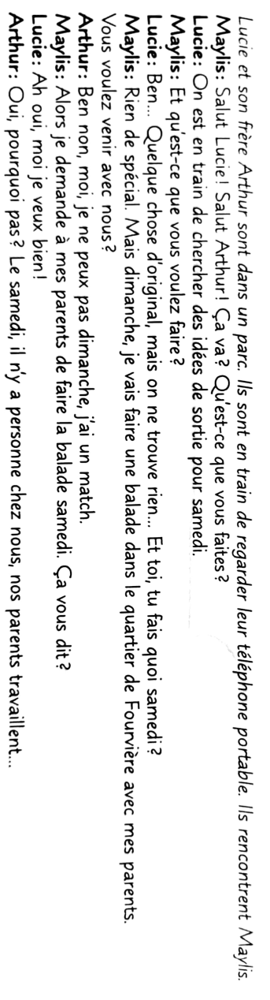 Lucie et son frère Arthur sont dans un parc. Ils sont en train de regarder leur téléphone portable. Ils rencontrent Maylis.
Maylis: Salut Lucie! Salut Arthur! Ça va? Qu'est-ce que vous faites?
Lucie: On est en train de chercher des idées de sortie pour samedi.
Maylis: Et qu'est-ce que vous voulez faire?
Lucie: Ben... Quelque chose d'original, mais on ne trouve rien... Et toi, tu fais quoi samedi?
Maylis: Rien de spécial. Mais dimanche, je vais faire une balade dans le quartier de Fourvière avec mes parents.
Vous voulez venir avec nous?
Arthur: Ben non, moi, je ne peux pas dimanche, j'ai un match.
Maylis: Alors je demande à mes parents de faire la balade samedi. Ça vous dit?
Lucie: Ah oui, moi je veux bien!
Arthur: Oui, pourquoi pas? Le samedi, il n'y a personne chez nous, nos parents travaillent...